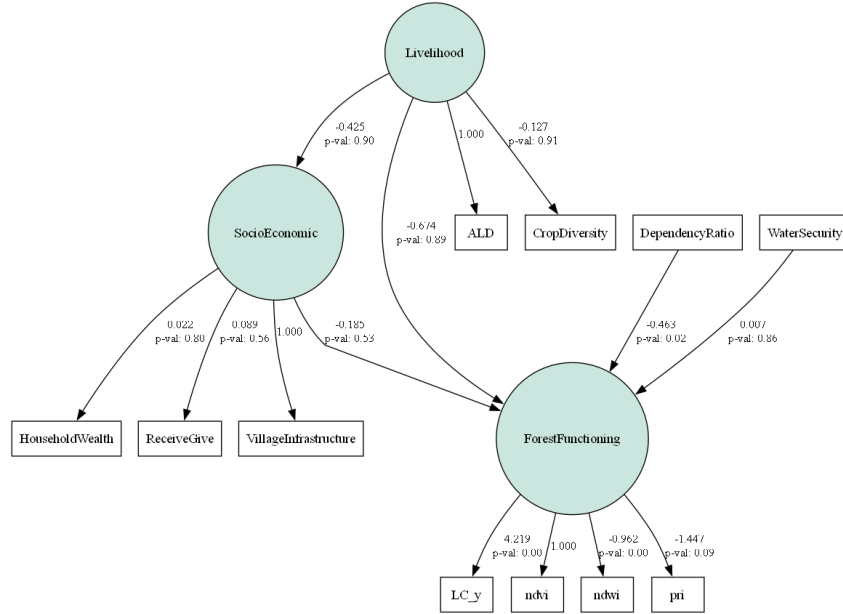 Livelihood
-0.425
p-val: 0.90
1.000
-0.127
p-val: 0.91
SocioEconomic
-0.674
p-val: 0.89
ALD
CropDiversity
DependencyRatio
WaterSecurity
0.022
p-val: 0.80
0.089
p-val: 0.56
1.000
-0.185
p-val: 0.53
-0.463
p-val: 0.02
0.007
p-val: 0.86
HouseholdWealth
ReceiveGive
VillageInfrastructure
ForestFunctioning
4.219
p-val: 0.00
1.000
-0.962
p-val: 0.00
-1.447
p-val: 0.09
LC_y
ndvi
ndwi
pri